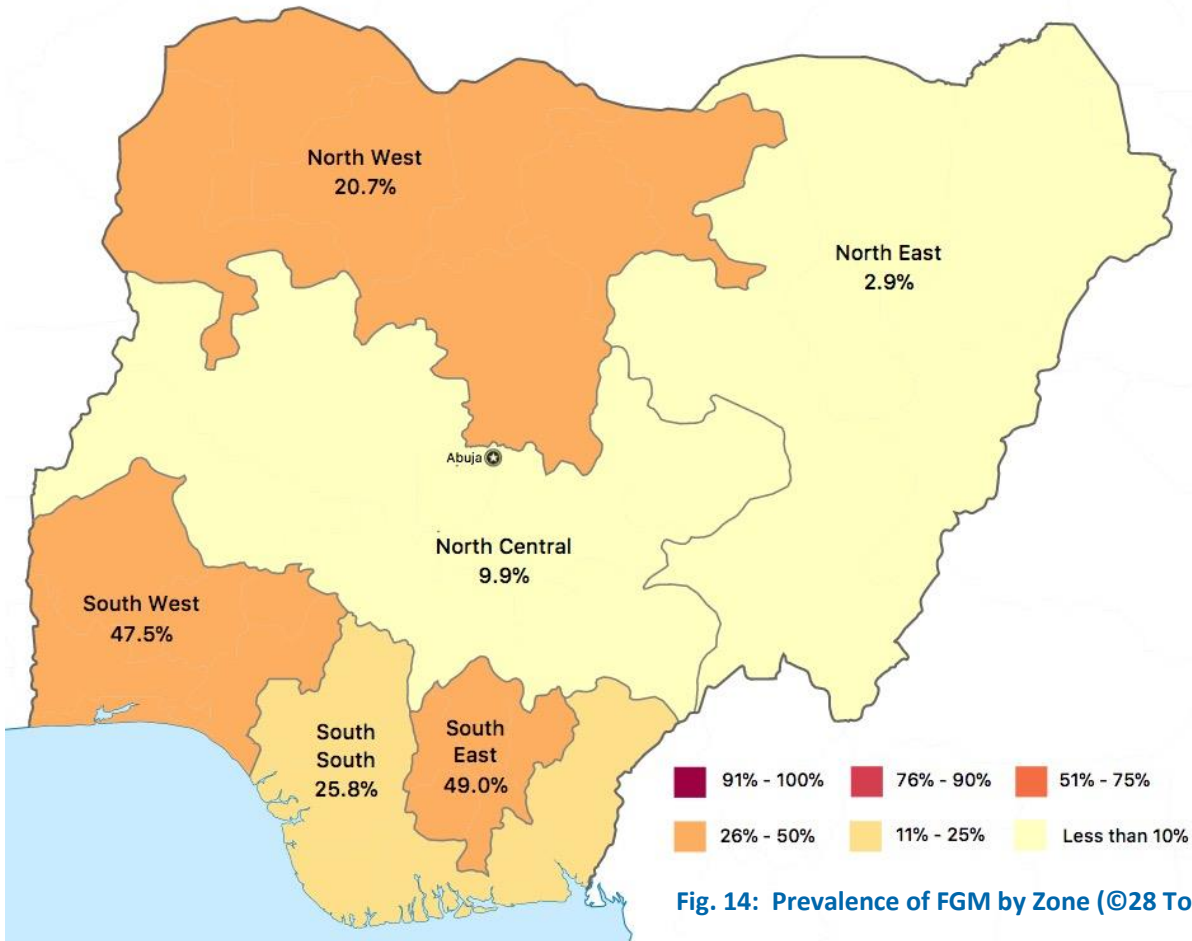 North West
20.7%
North East
2.9%
Abuja
North Central
9.9%
South West
47.5%
South
South
25.8%
South
East
49.0%
91% - 100%
76% - 90%
51% - 75%
26% - 50%
11% - 25%
Less than 10%
Fig. 14: Prevalence of FGM by Zone (©28 To